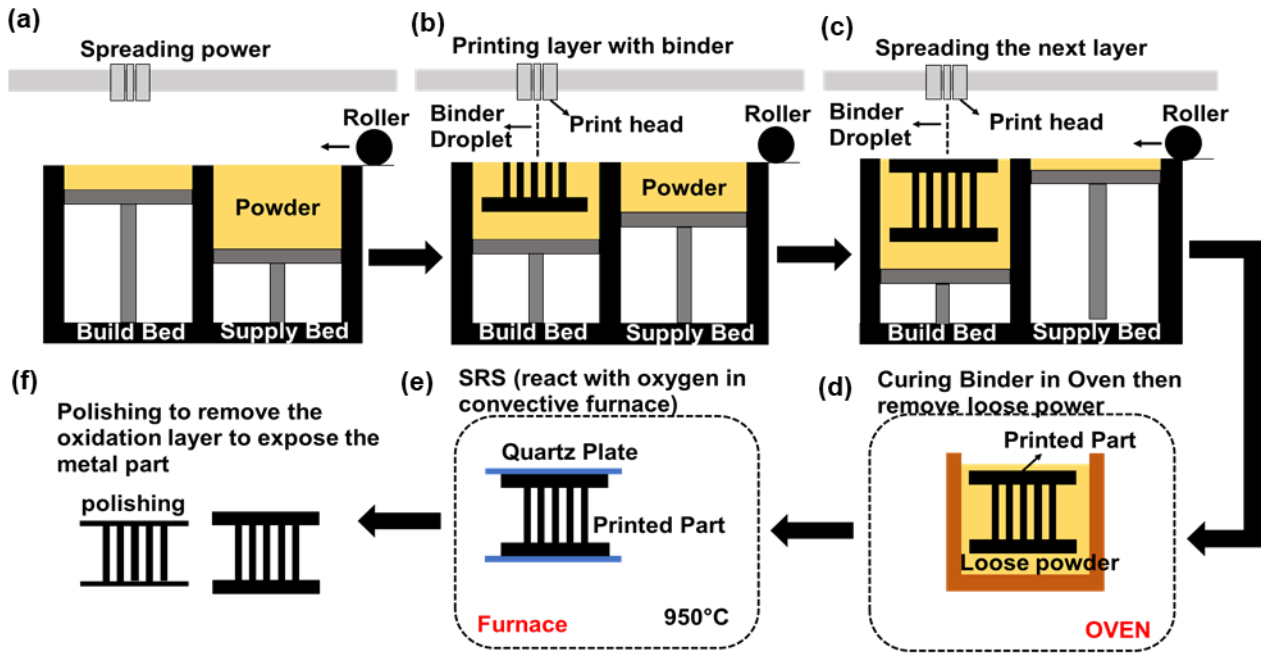 (a)
Spreading power
Roller
Powder
Build Bed
Supply Bed
(b)
Printing layer with binder
Binder
Droplet
Print head
Roller
Powder
Build Bed
Supply Bed
(c)
Spreading the next layer
Binder
Droplet
Print head
Roller
Build Bed
Supply Bed
(f)
Polishing to remove the
oxidation layer to expose the
metal part
polishing
(e)
SRS (react with oxygen in
convective furnace)
Quartz Plate
Printed Part
950°C
Furnace
(d)
Curing Binder in Oven then
remove loose power
Printed Part
Loose powder
OVEN